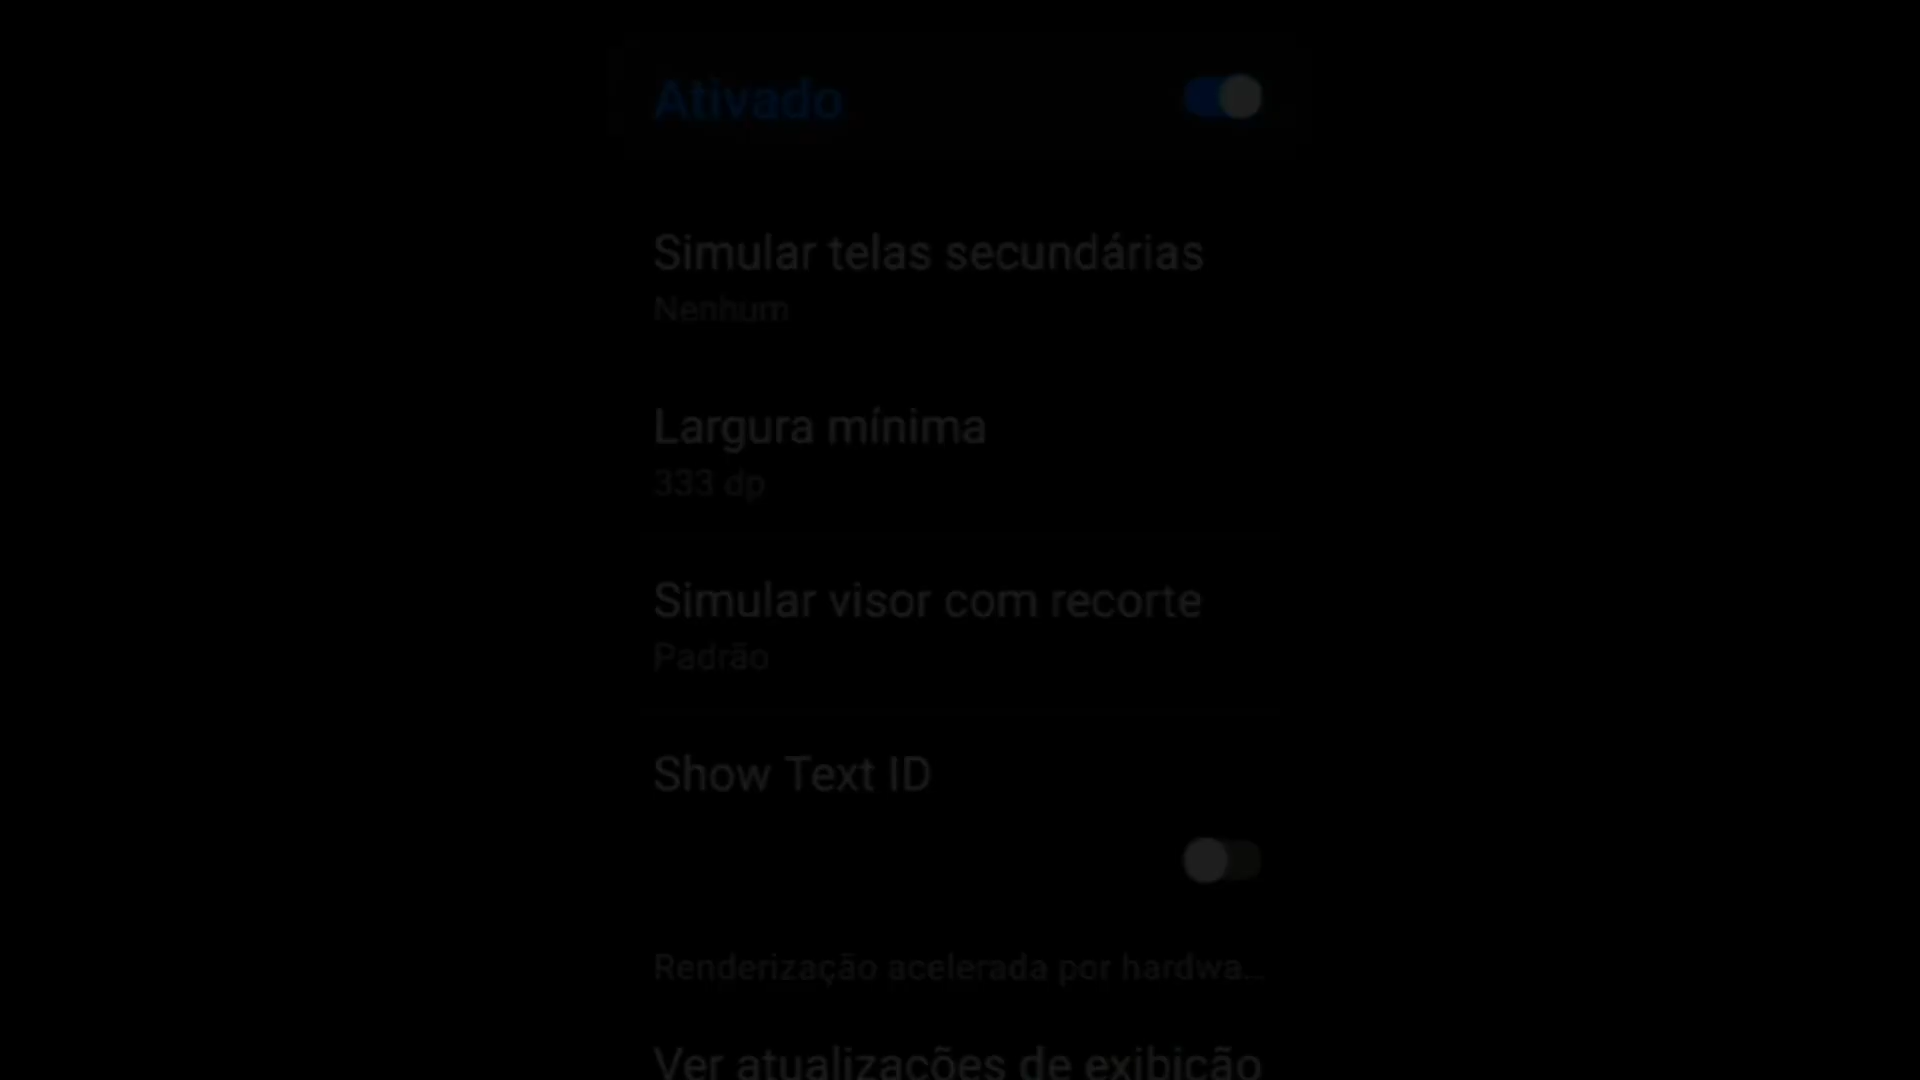 Ativado
Simular telas secundárias
Nenhum
Largura mínima
333 dp
Simular visor com recorte
Padrão
Show Text ID
Renderização acelerada por hardwa...
Ver atualizações de exibição